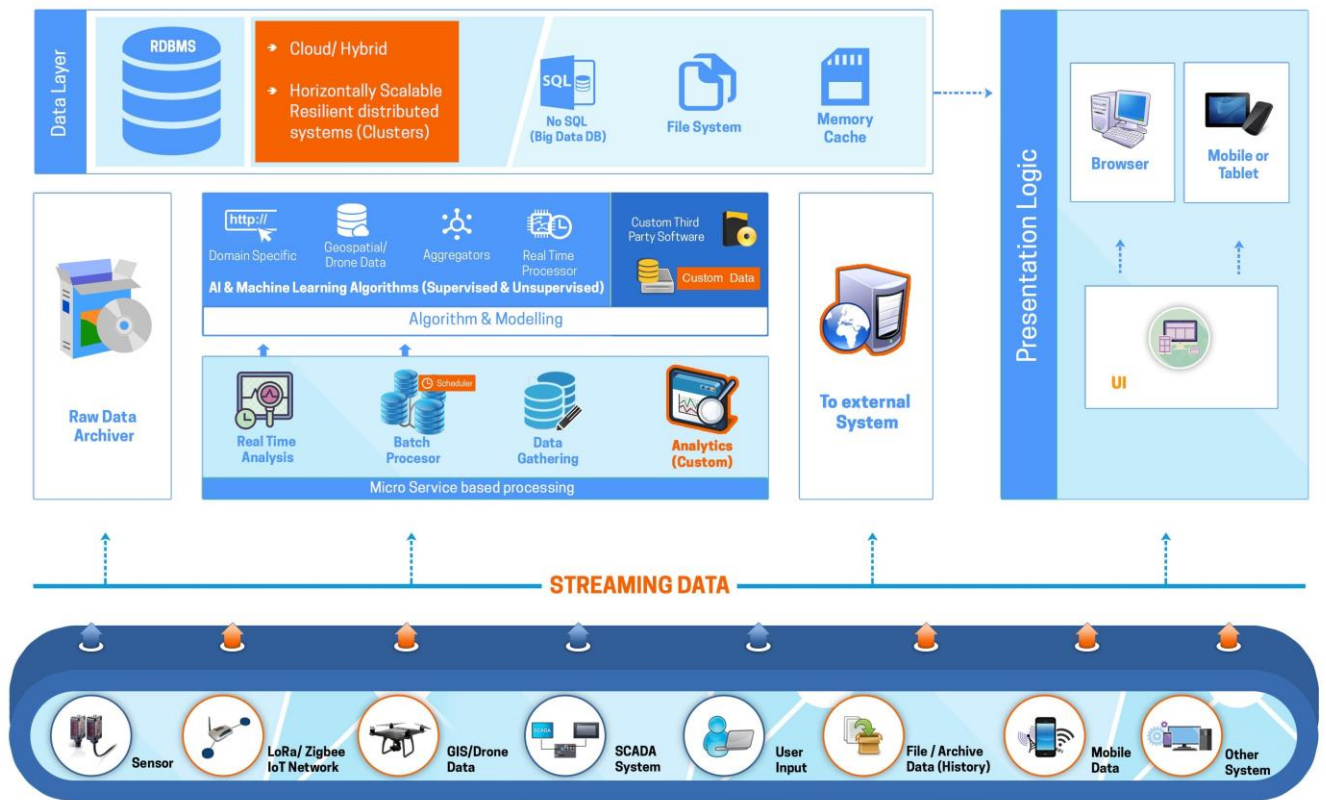 Data Layer
RDBMS
Cloud/ Hybrid
Horizontally Scalable
Resilient distributed
systems (Clusters)
SQL
No SQL
(Big Data DB)
File System
Memory
Cache
Presentation Logic
Browser
Mobile or
Tablet
UI
Raw Data
Archiver
http://
Domain Specific
Geospatial/
Drone Data
Aggregators
Real Time
Processor
AI & Machine Learning Algorithms (Supervised & Unsupervised)
Custom Third
Party Software
Custom Data
Algorithm & Modelling
Real Time
Analysis
Scheduler
Batch
Procesor
Data
Gathering
Analytics
(Custom)
Micro Service based processing
To external
System
STREAMING DATA
Sensor
LoRa/ Zigbee
IoT Network
GIS/Drone
Data
SCADA
SCADA
System
User
Input
File / Archive
Data (History)
Mobile
Data
Other
System